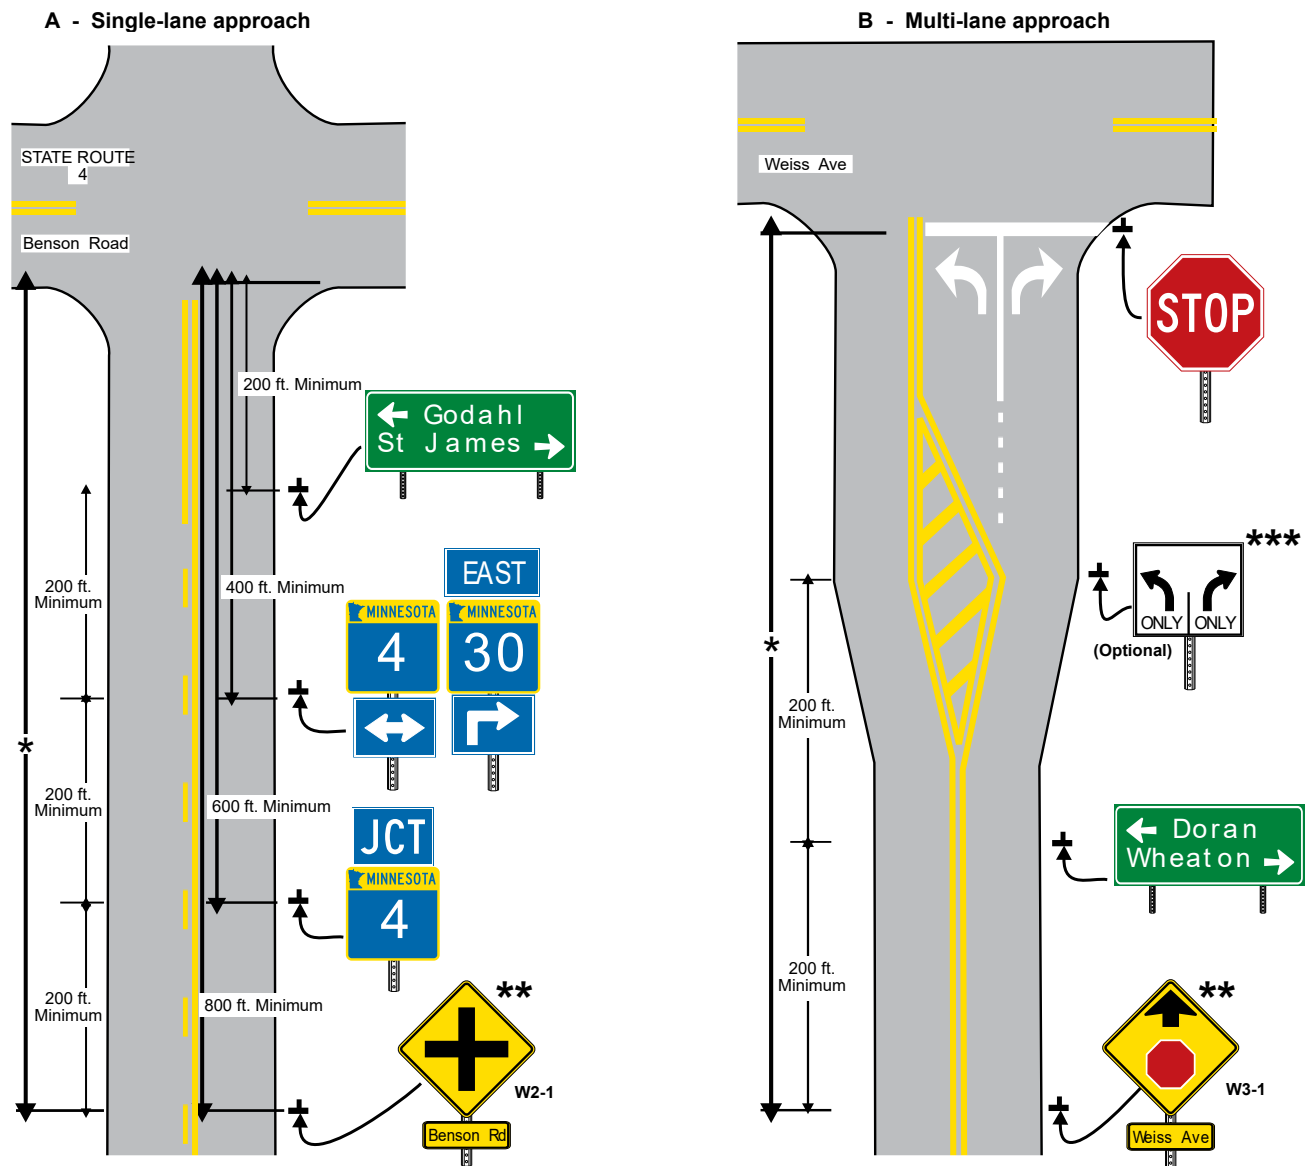 A - Single-lane approach
STATE ROUTE
4
Benson Road
200 ft. Minimum
Godahl
St James
200 ft.
Minimum
400 ft. Minimum
EAST
MINNESOTA
4
MINNESOTA
30
*
200 ft.
Minimum
600 ft. Minimum
JCT
MINNESOTA
4
200 ft.
Minimum
800 ft. Minimum
**
W2-1
Benson Rd
B - Multi-lane approach
Weiss Ave
STOP
***
ONLY
ONLY
(Optional)
*
200 ft.
Minimum
Doran
Wheaton
200 ft.
Minimum
**
W3-1
Weiss Ave